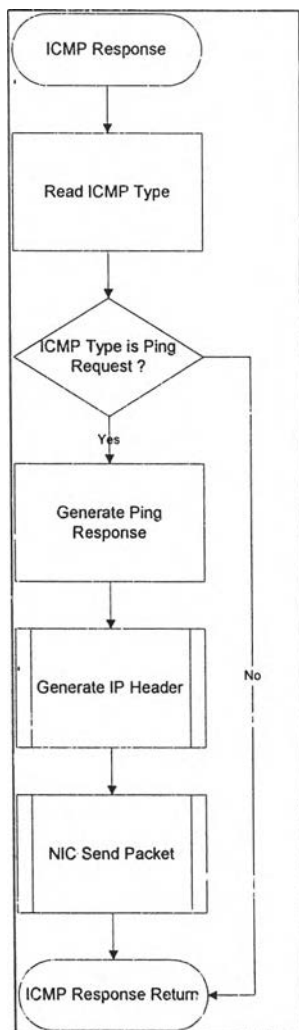 ICMP Response
Read ICMP Type
ICMP Type is Ping
Request ?
Yes
Generate Ping
Response
Generate IP Header
No
NIC Send Packet
ICMP Response Return